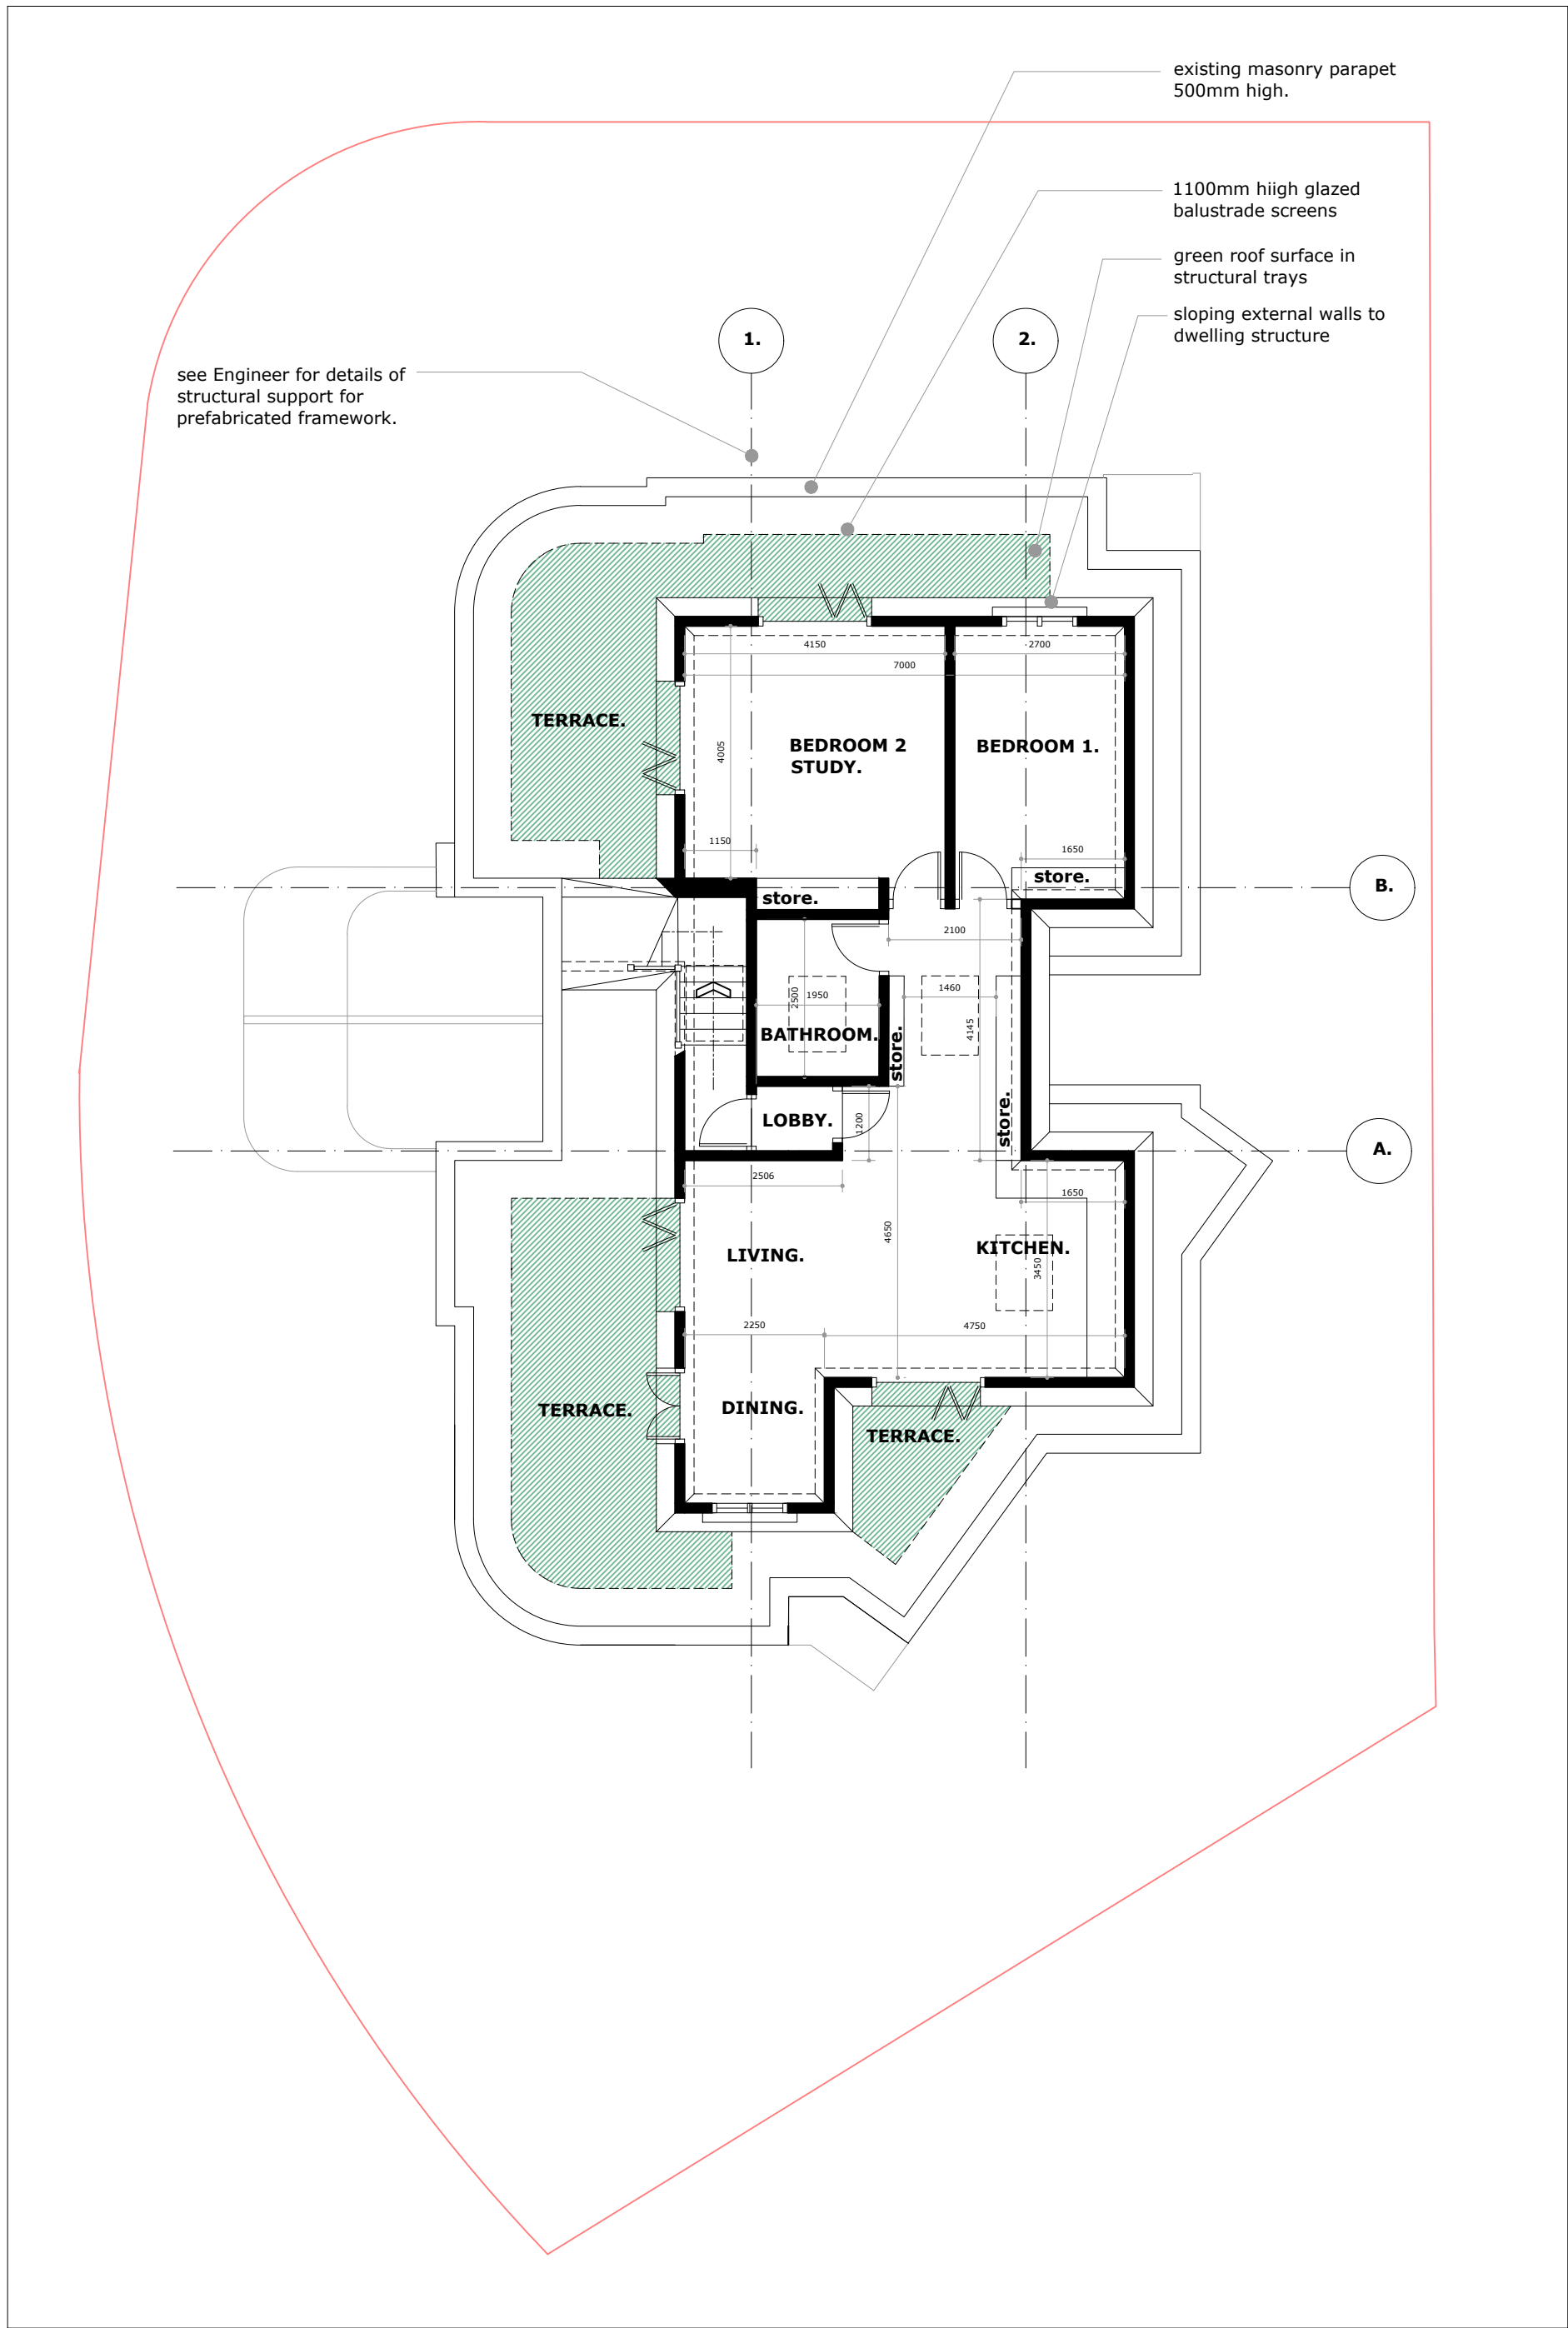 existing masonry parapet
500mm high.
1100mm hiigh glazed
balustrade screens
green roof surface in
structural trays
sloping external walls to
dwelling structure
1.
2.
see Engineer for details of
structural support for
prefabricated framework.
4150
2700
7000
TERRACE.
4005
BEDROOM 2
STUDY.
BEDROOM 1.
1150
1650
store.
B.
store.
2100
2500
1950
1460
4145
BATHROOM.
store.
store.
LOBBY.
1200
A.
2506
1650
4650
LIVING.
KITCHEN.
3450
2250
4750
TERRACE.
DINING.
TERRACE.